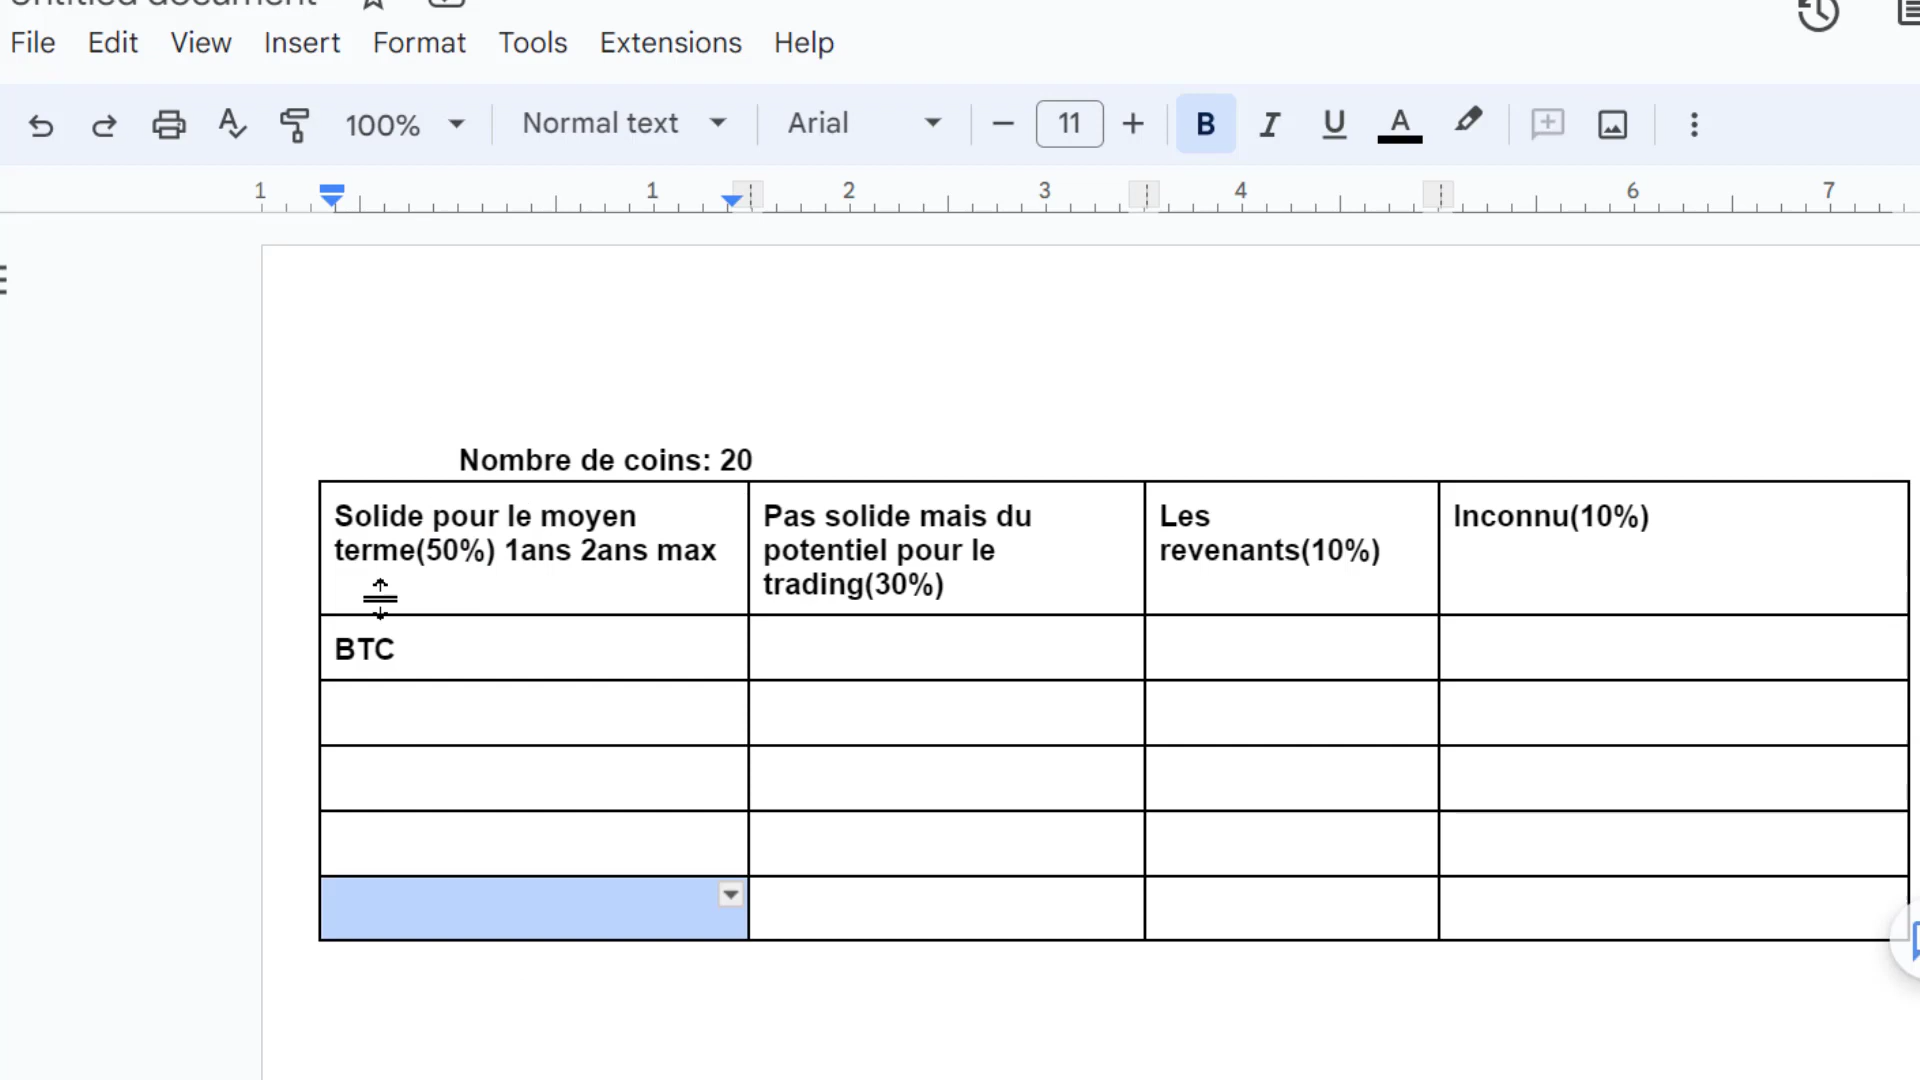 Untitled document
File Edit View Insert Format Tools Extensions Help
100% Normal text Arial 11 B I U A
1 1 2 3 4 6 7
Nombre de coins: 20
Solide pour le moyen
terme(50%) 1ans 2ans max
Pas solide mais du
potentiel pour le
trading(30%)
Les
revenants(10%)
Inconnu(10%)
BTC